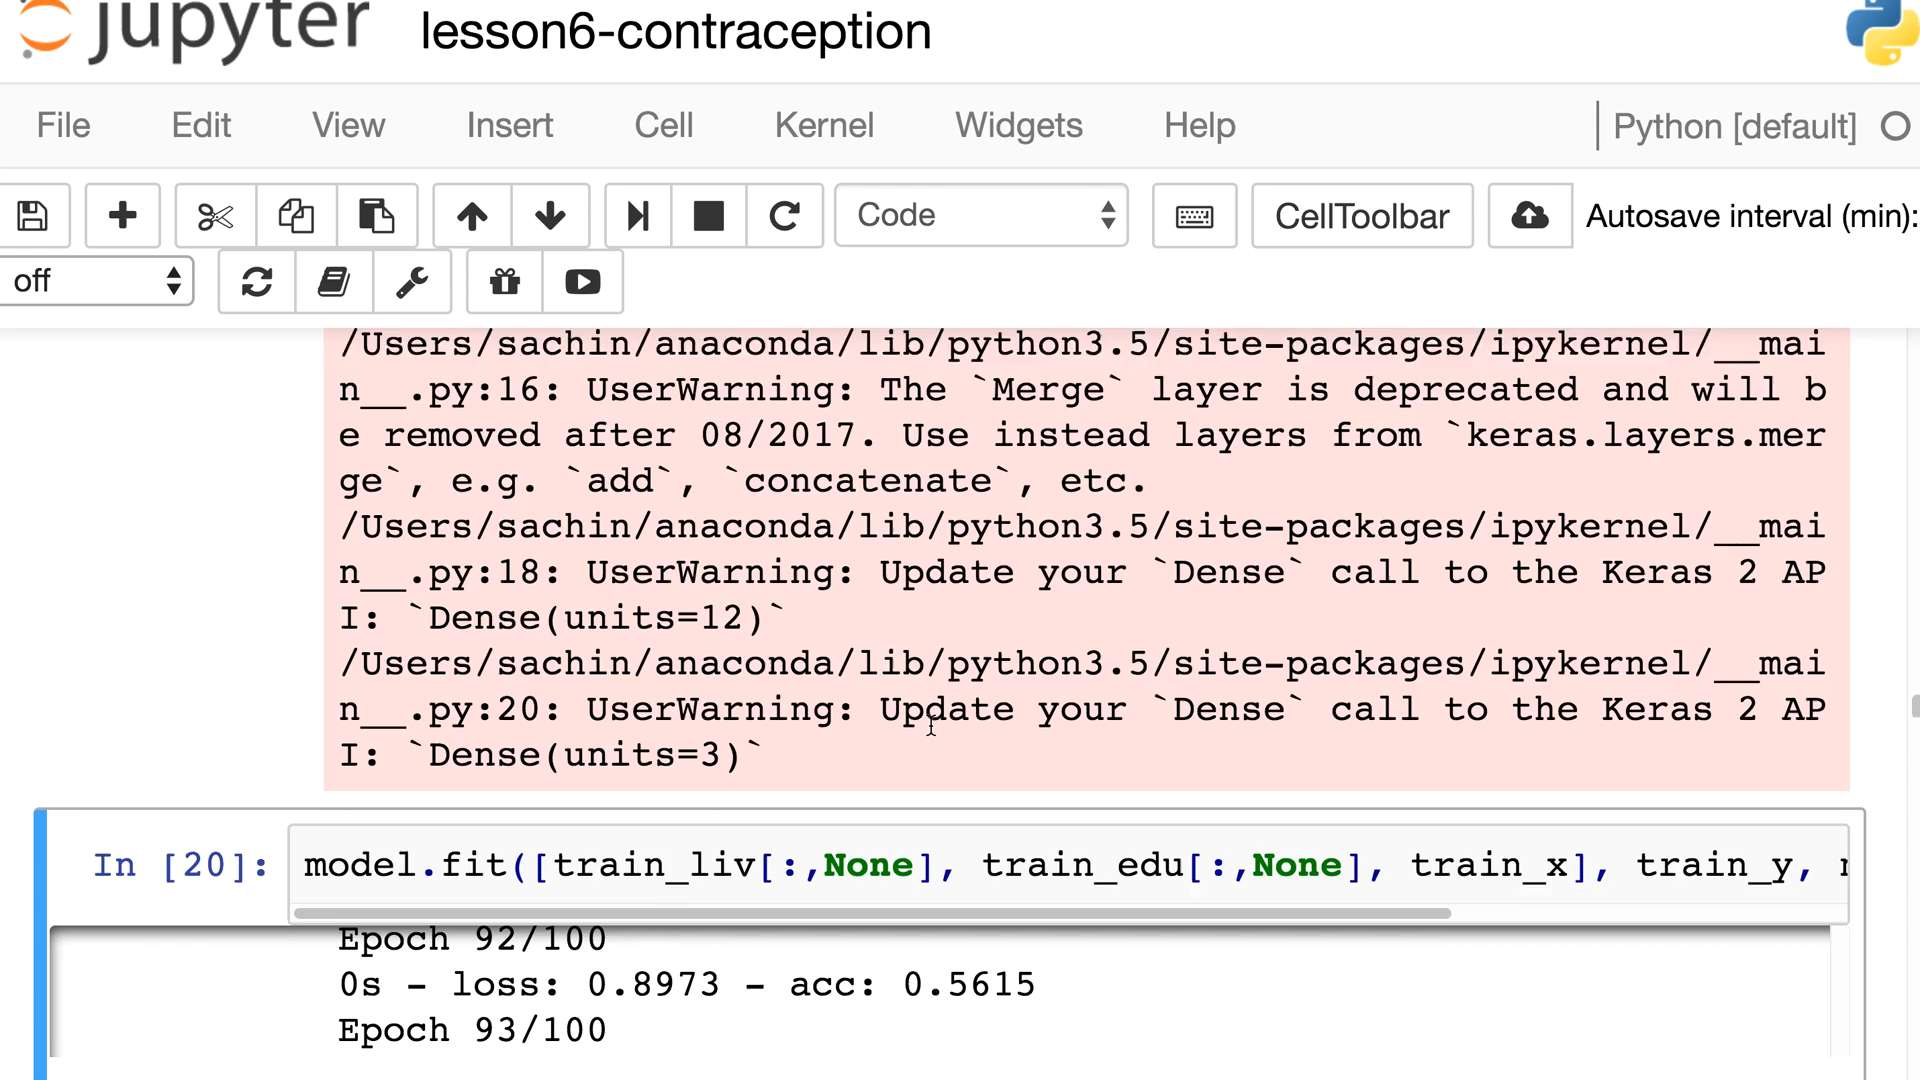 jupyter lesson6-contraception
File Edit View Insert Cell Kernel Widgets Help Python [default]
Code CellToolbar Autosave interval (min):
off
/Users/sachin/anaconda/lib/python3.5/site-packages/ipykernel/__mai
n__.py:16: UserWarning: The `Merge` layer is deprecated and will b
e removed after 08/2017. Use instead layers from `keras.layers.mer
ge`, e.g. `add`, `concatenate`, etc.
/Users/sachin/anaconda/lib/python3.5/site-packages/ipykernel/__mai
n__.py:18: UserWarning: Update your `Dense` call to the Keras 2 AP
I: `Dense(units=12)`
/Users/sachin/anaconda/lib/python3.5/site-packages/ipykernel/__mai
n__.py:20: UserWarning: Update your `Dense` call to the Keras 2 AP
I: `Dense(units=3)`
In [20]: model.fit([train_liv[:,None], train_edu[:,None], train_x], train_y,
Epoch 92/100
0s - loss: 0.8973 - acc: 0.5615
Epoch 93/100